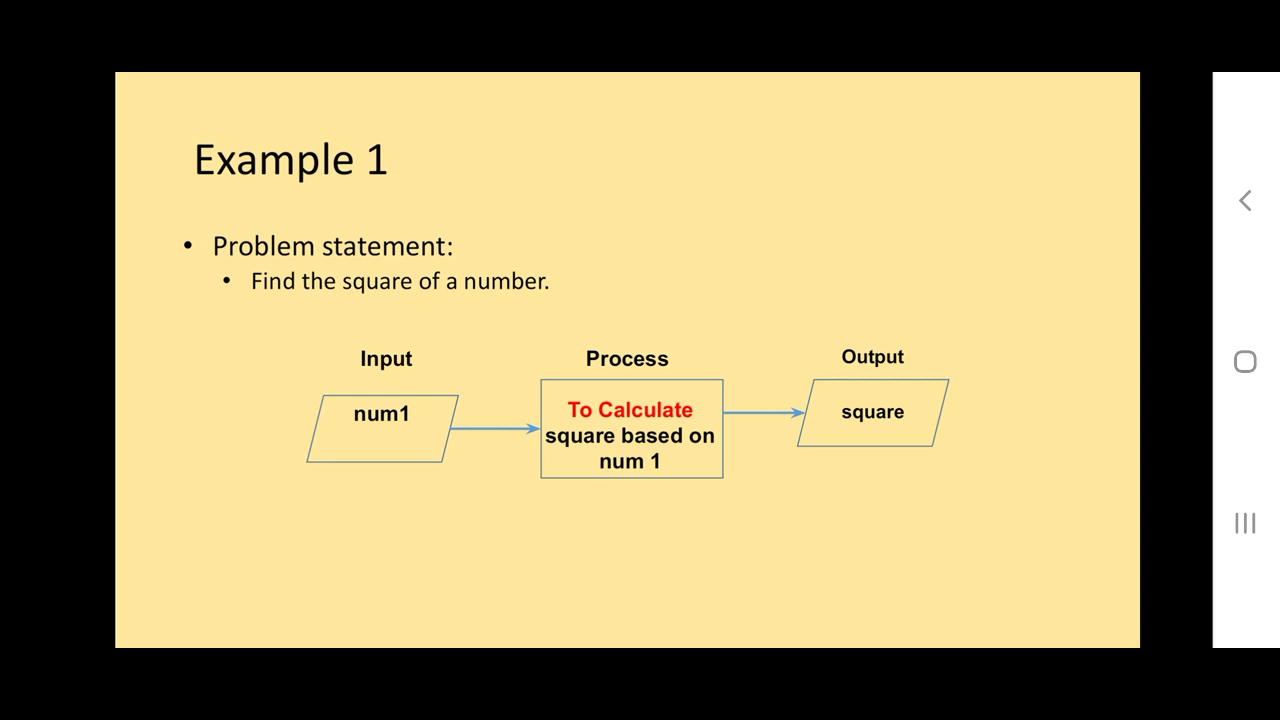 Example 1
• Problem statement:
• Find the square of a number.
Input
Process
Output
num1
To Calculate
square based on
num 1
square